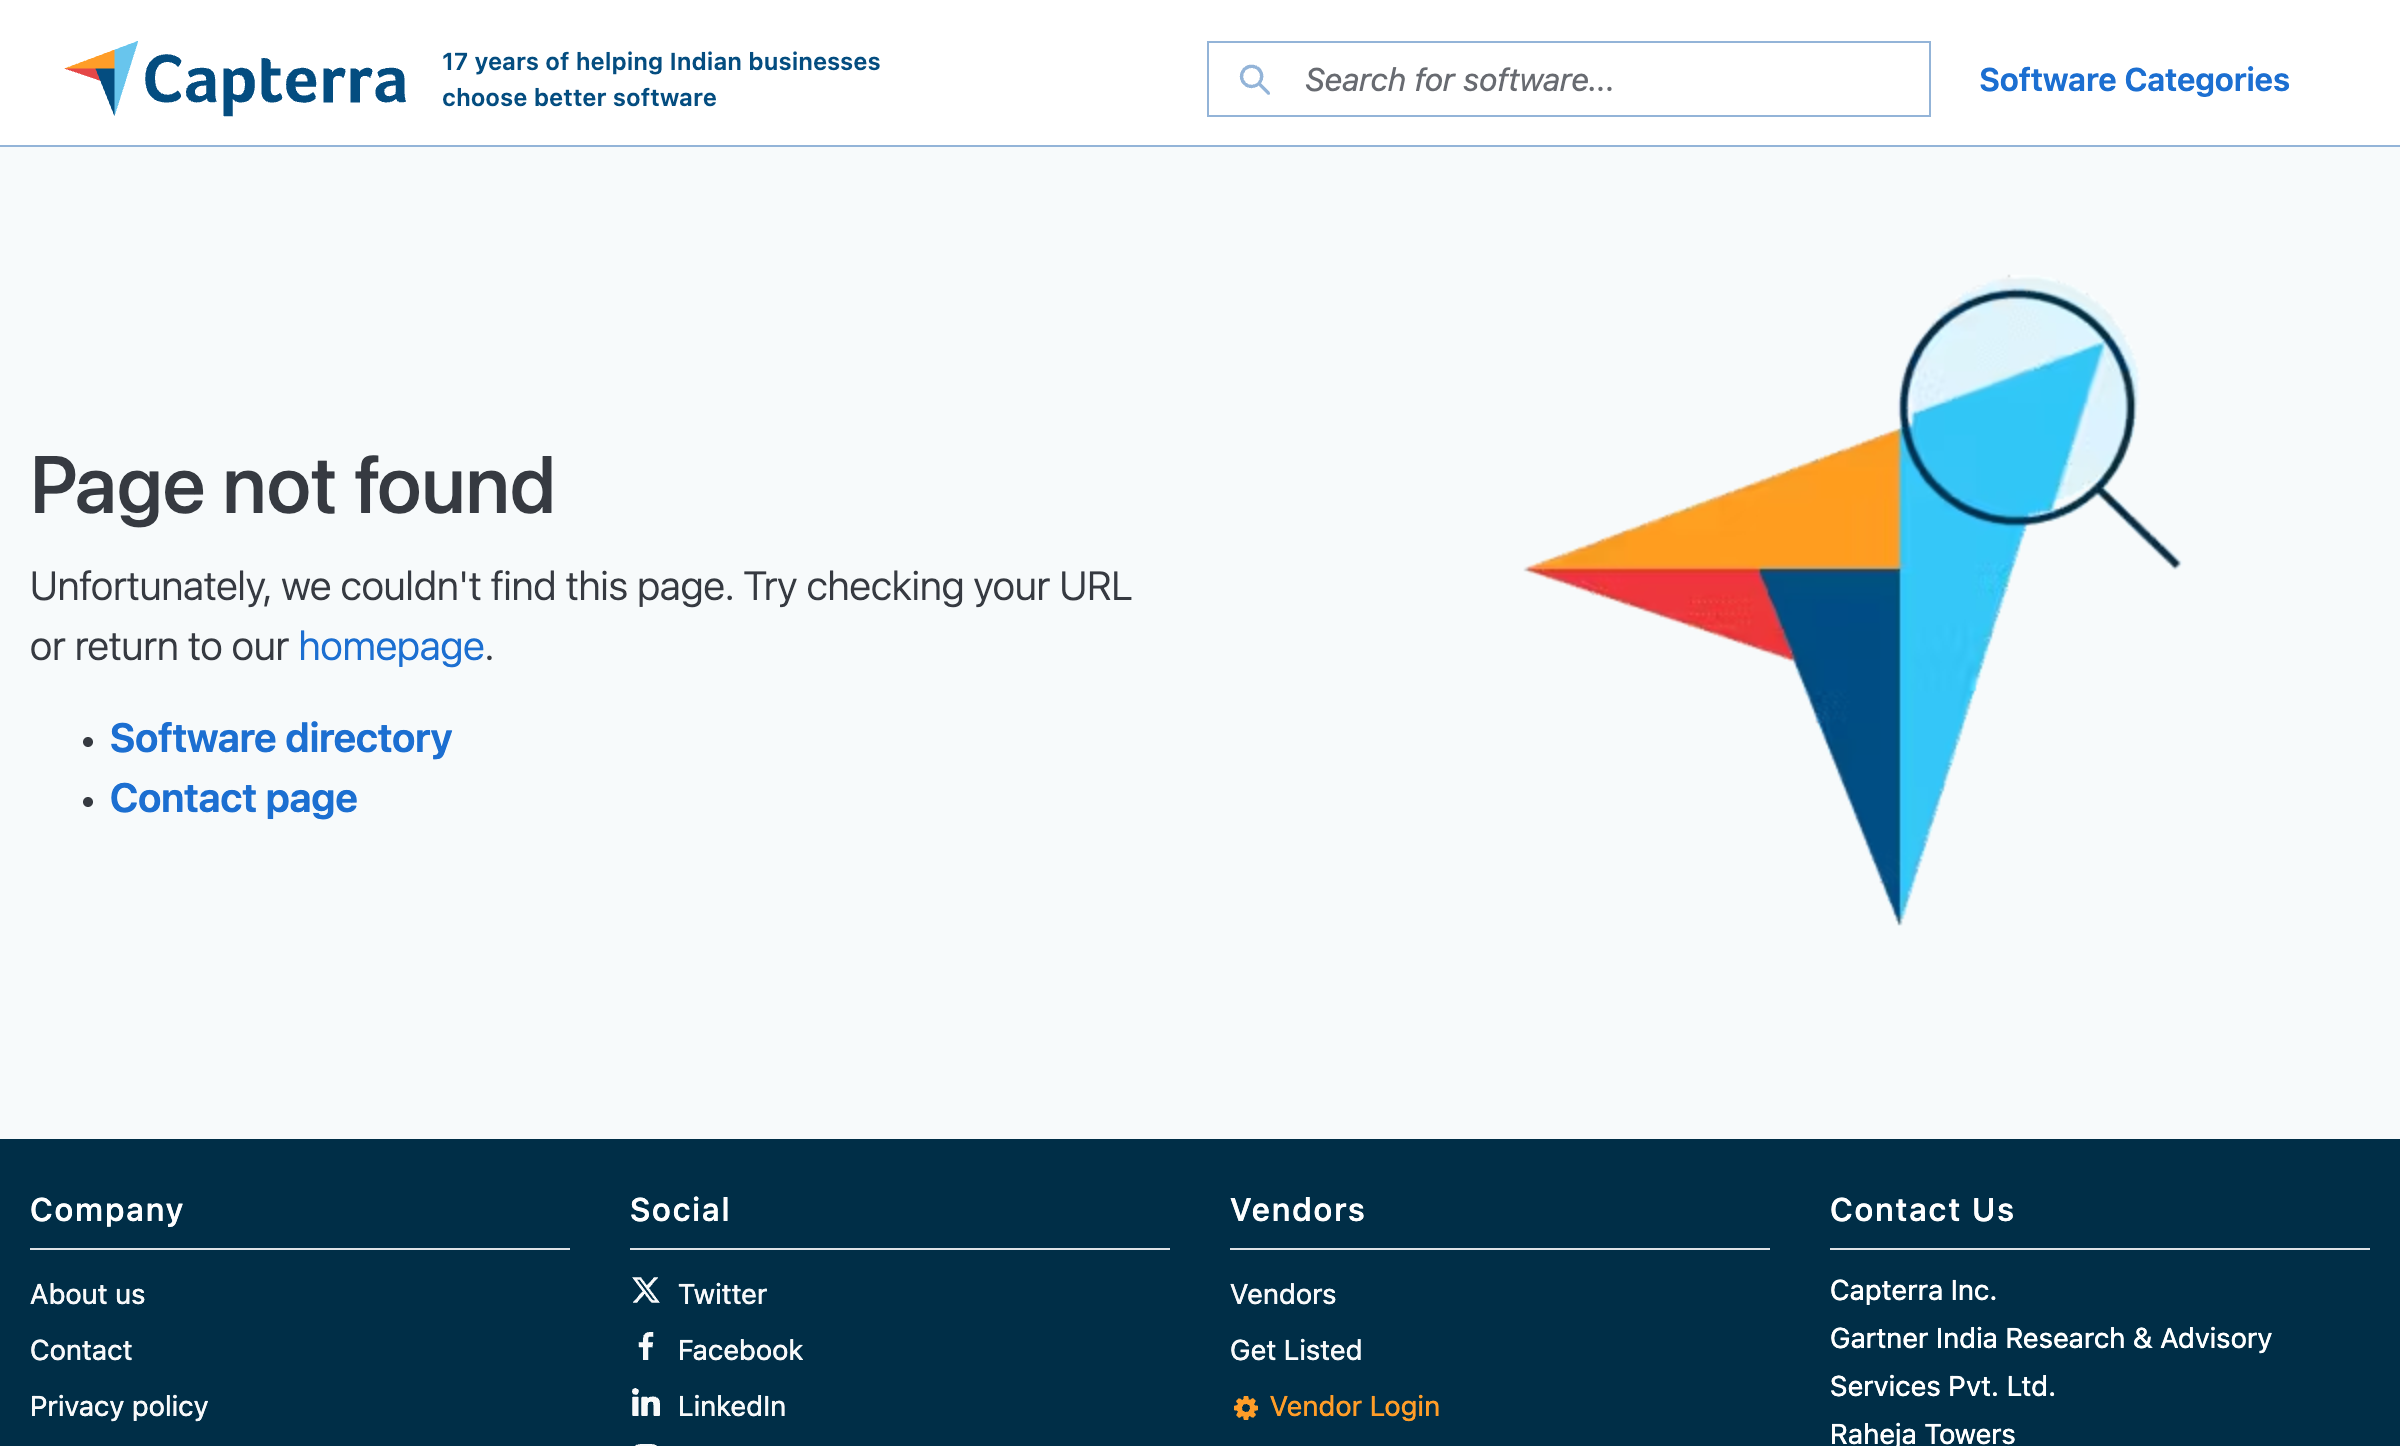 Capterra
17 years of helping Indian businesses
choose better software
Search for software...
Software Categories
Page not found
Unfortunately, we couldn't find this page. Try checking your URL
or return to our homepage.
• Software directory
• Contact page
Company
About us
Contact
Privacy policy
Social
Twitter
Facebook
LinkedIn
Vendors
Vendors
Get Listed
Vendor Login
Contact Us
Capterra Inc.
Gartner India Research & Advisory
Services Pvt. Ltd.
Raheja Towers